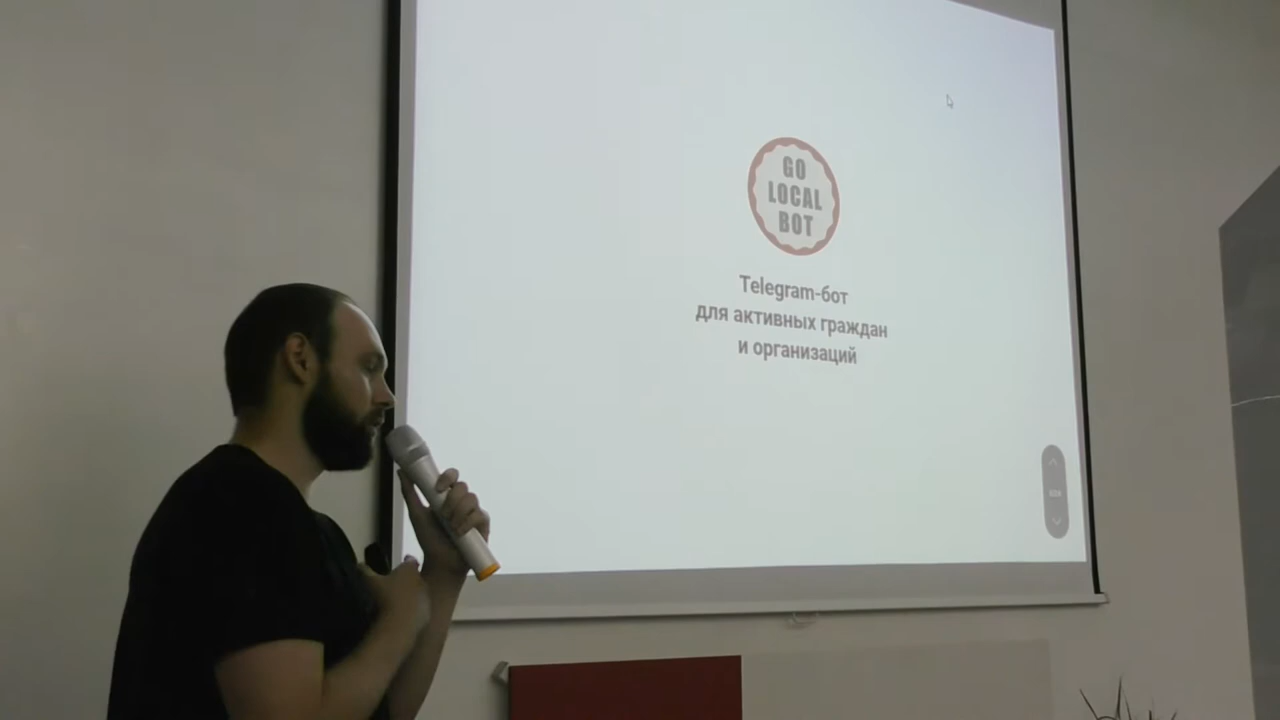 GO
LOCAL
BOT
Telegram-бот
для активных граждан
и организаций